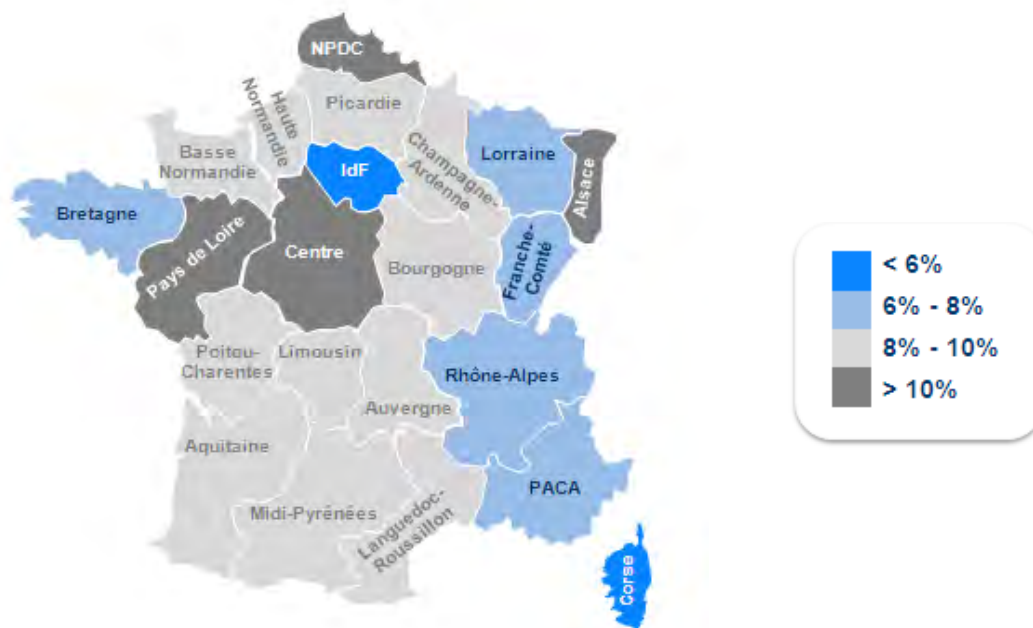 NPDC
Picardie
Haute
Normandie
Basse
Normandie
IdF
Champagne-
Ardenne
Lorraine
Alsace
Bretagne
Pays de Loire
Centre
Bourgogne
Franche-
Comté
Poitou-
Charentes
Limousin
Auvergne
Rhône-Alpes
Aquitaine
Midi-Pyrénées
Languedoc-
Roussillon
PACA
Corse
< 6%
6% - 8%
8% - 10%
> 10%